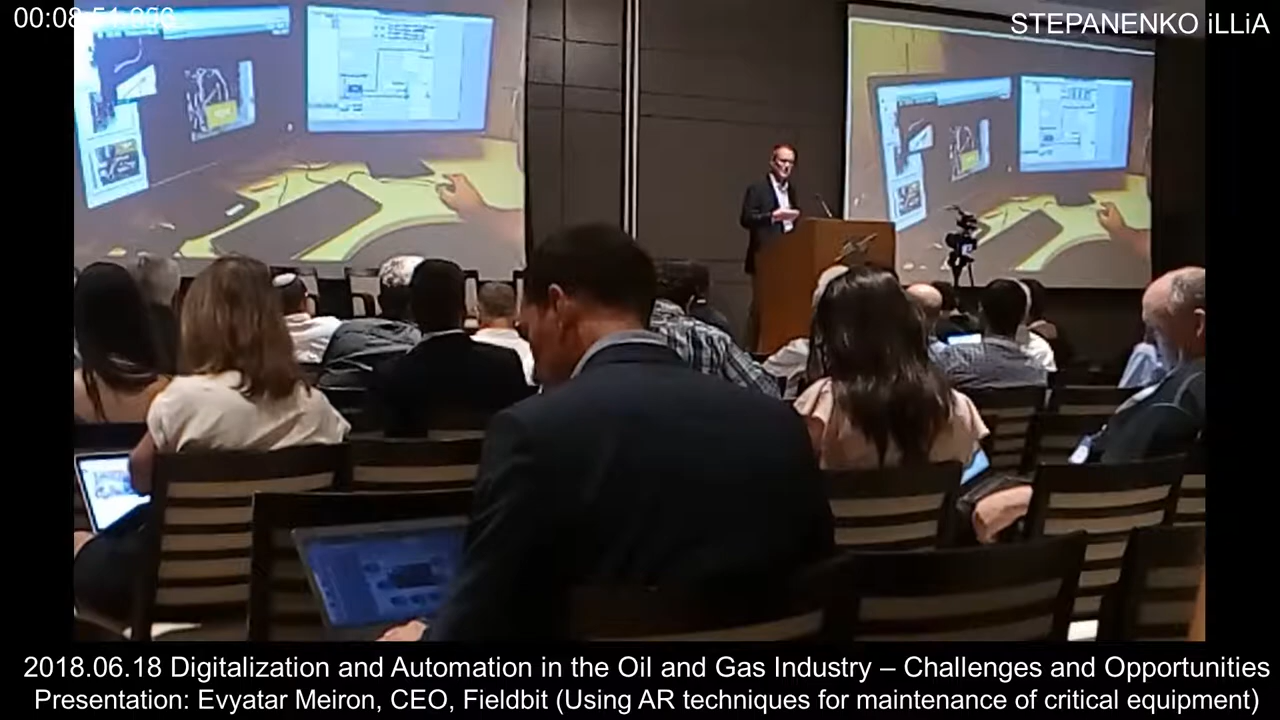 STEPANENKO iLLiA
2018.06.18 Digitalization and Automation in the Oil and Gas Industry – Challenges and Opportunities
Presentation: Evyatar Meiron, CEO, Fieldbit (Using AR techniques for maintenance of critical equipment)